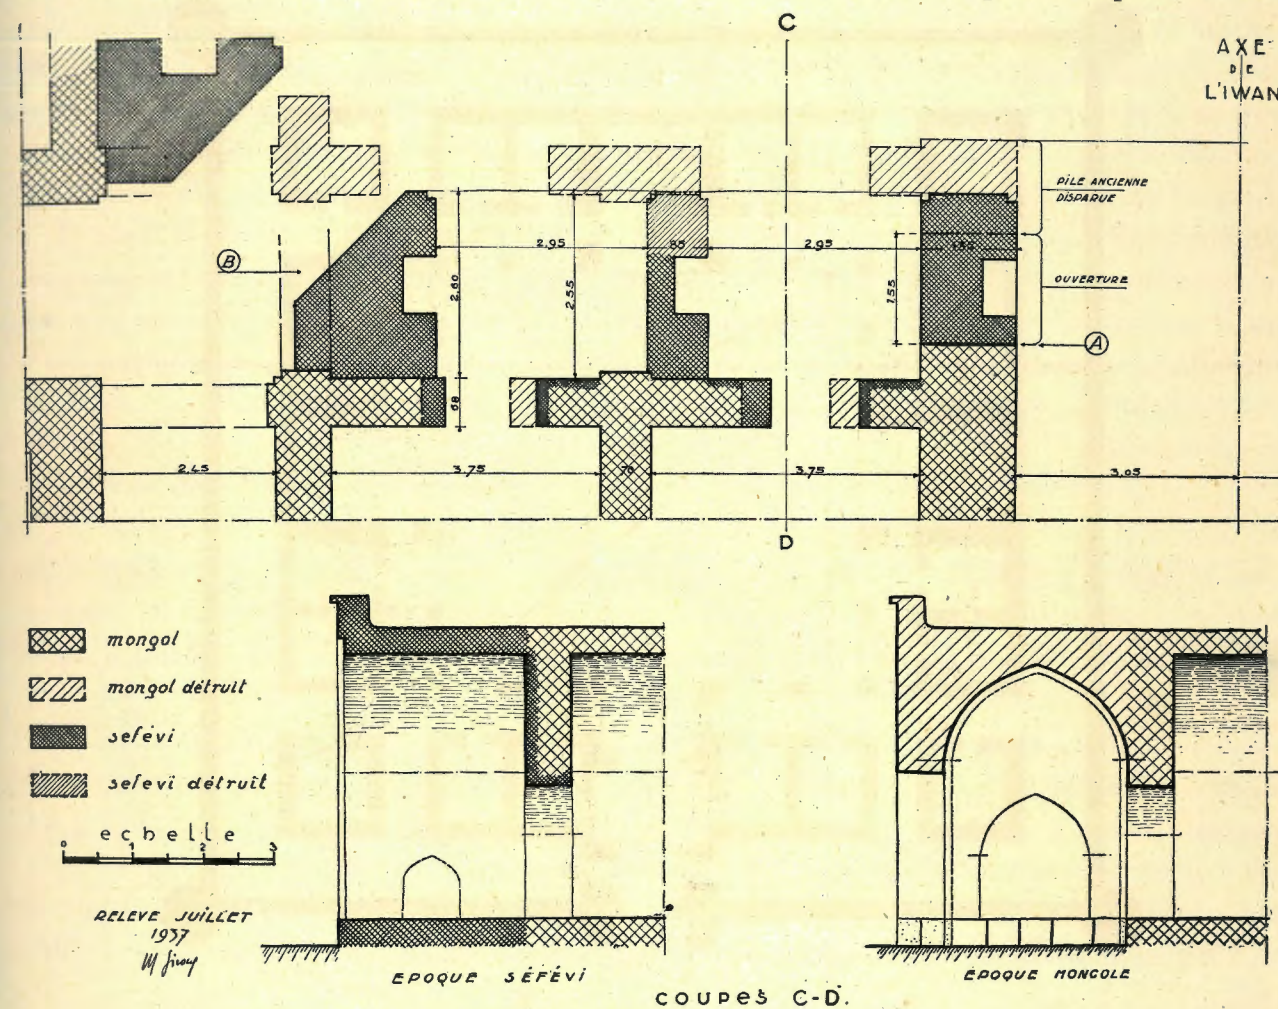 C
AXE
DE
L'IWAN
PILE ANCIENNE
DISPARUE
B
2.95
85
2.95
2.60
2.55
1.55
OUVERTURE
A
68
2.45
3.75
70
3.75
3.05
D
mongol
mongol détruit
séfévi
séfévi détruit
echelle
0 1 2 3
RELEVE JUILLET
1937
EPOQUE SÉFÉVI
ÉPOQUE MONGOLE
COUPES C-D.